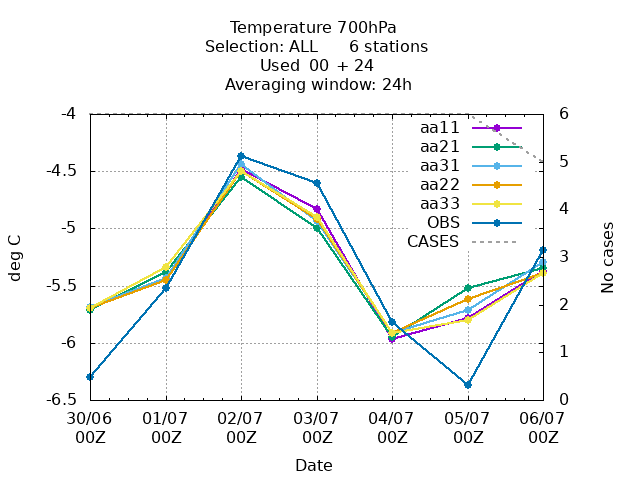 Temperature 700hPa
Selection: ALL 6 stations
Used 00 + 24
Averaging window: 24h
-4
-4.5
-5
-5.5
-6
-6.5
deg C
6
5
4
3
2
1
0
No cases
aa11
aa21
aa31
aa22
aa33
OBS
CASES
30/06 01/07 02/07 03/07 04/07 05/07 06/07
00Z 00Z 00Z 00Z 00Z 00Z 00Z
Date